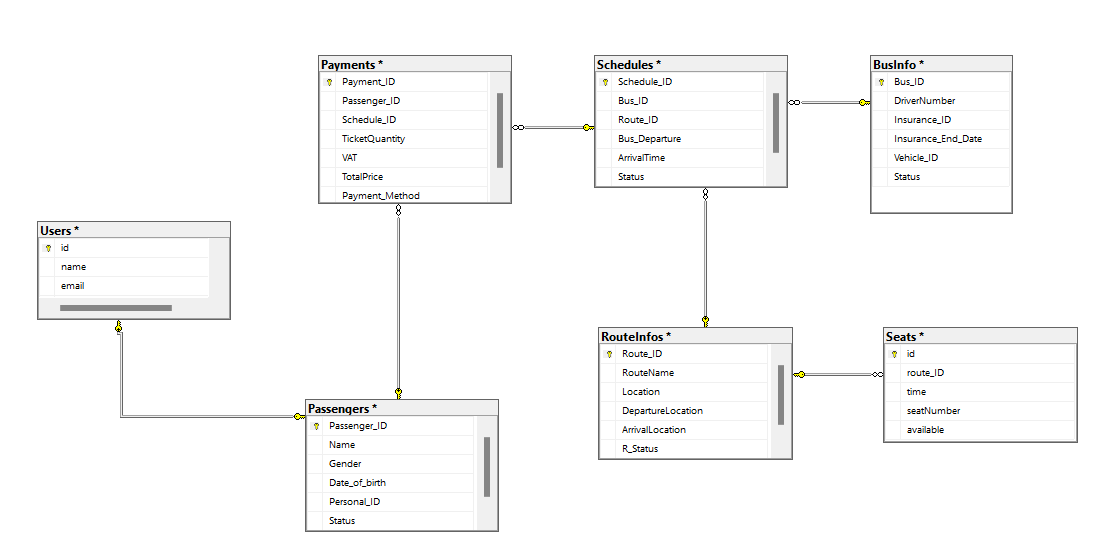 Payments *
Payment_ID
Passenger_ID
Schedule_ID
TicketQuantity
VAT
TotalPrice
Payment_Method
Schedules *
Schedule_ID
Bus_ID
Route_ID
Bus_Departure
ArrivalTime
Status
BusInfo *
Bus_ID
DriverNumber
Insurance_ID
Insurance_End_Date
Vehicle_ID
Status
Users *
id
name
email
RouteInfos *
Route_ID
RouteName
Location
DepartureLocation
ArrivalLocation
R_Status
Seats *
id
route_ID
time
seatNumber
available
Passengers *
Passenger_ID
Name
Gender
Date_of_birth
Personal_ID
Status